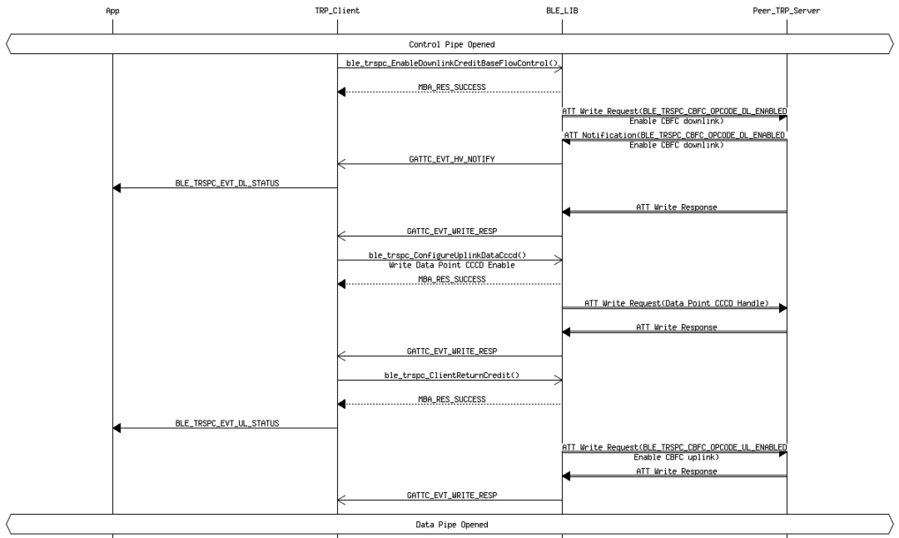 App TRP_Client BLE_LIB Peer_TRP_Server
Control Pipe Opened
ble_trspc_EnableDownlinkCreditBaseFlowControl()
MBA_RES_SUCCESS
ATT Write Request(BLE_TRSPC_CBFC_OPCODE_DL_ENABLED
Enable CBFC downlink)
ATT Notification(BLE_TRSPC_CBFC_OPCODE_DL_ENABLED
Enable CBFC downlink)
GATTC_EVT_HV_NOTIFY
BLE_TRSPC_EVT_DL_STATUS
ATT Write Response
GATTC_EVT_WRITE_RESP
ble_trspc_ConfigureUplinkDataCccd()
Write Data Point CCCD Enable
MBA_RES_SUCCESS
ATT Write Request(Data Point CCCD Handle)
ATT Write Response
GATTC_EVT_WRITE_RESP
ble_trspc_ClientReturnCredit()
MBA_RES_SUCCESS
BLE_TRSPC_EVT_UL_STATUS
ATT Write Request(BLE_TRSPC_CBFC_OPCODE_UL_ENABLED
Enable CBFC uplink)
ATT Write Response
GATTC_EVT_WRITE_RESP
Data Pipe Opened